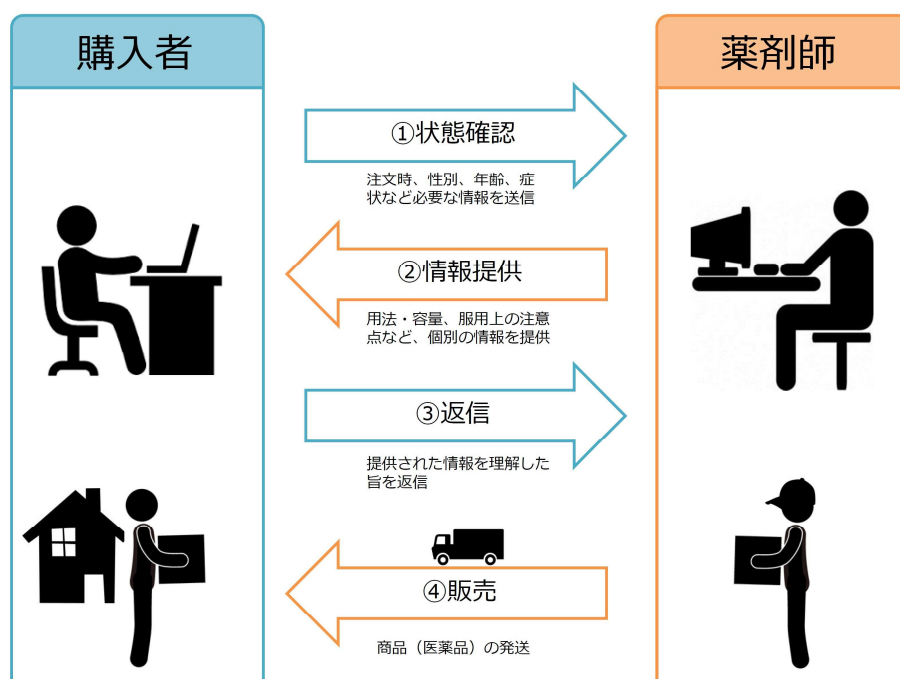 購入者
薬剤師
①状態確認
注文時、性別、年齢、症
状など必要な情報を送信
②情報提供
用法・容量、服用上の注意
点など、個別の情報を提供
③返信
提供された情報を理解した
旨を返信
④販売
商品（医薬品）の発送